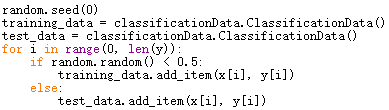 random.seed(0)
training_data = classificationData.ClassificationData()
test_data = classificationData.ClassificationData()
for i in range(0, len(y)):
    if random.random() < 0.5:
        training_data.add_item(x[i], y[i])
    else:
        test_data.add_item(x[i], y[i])